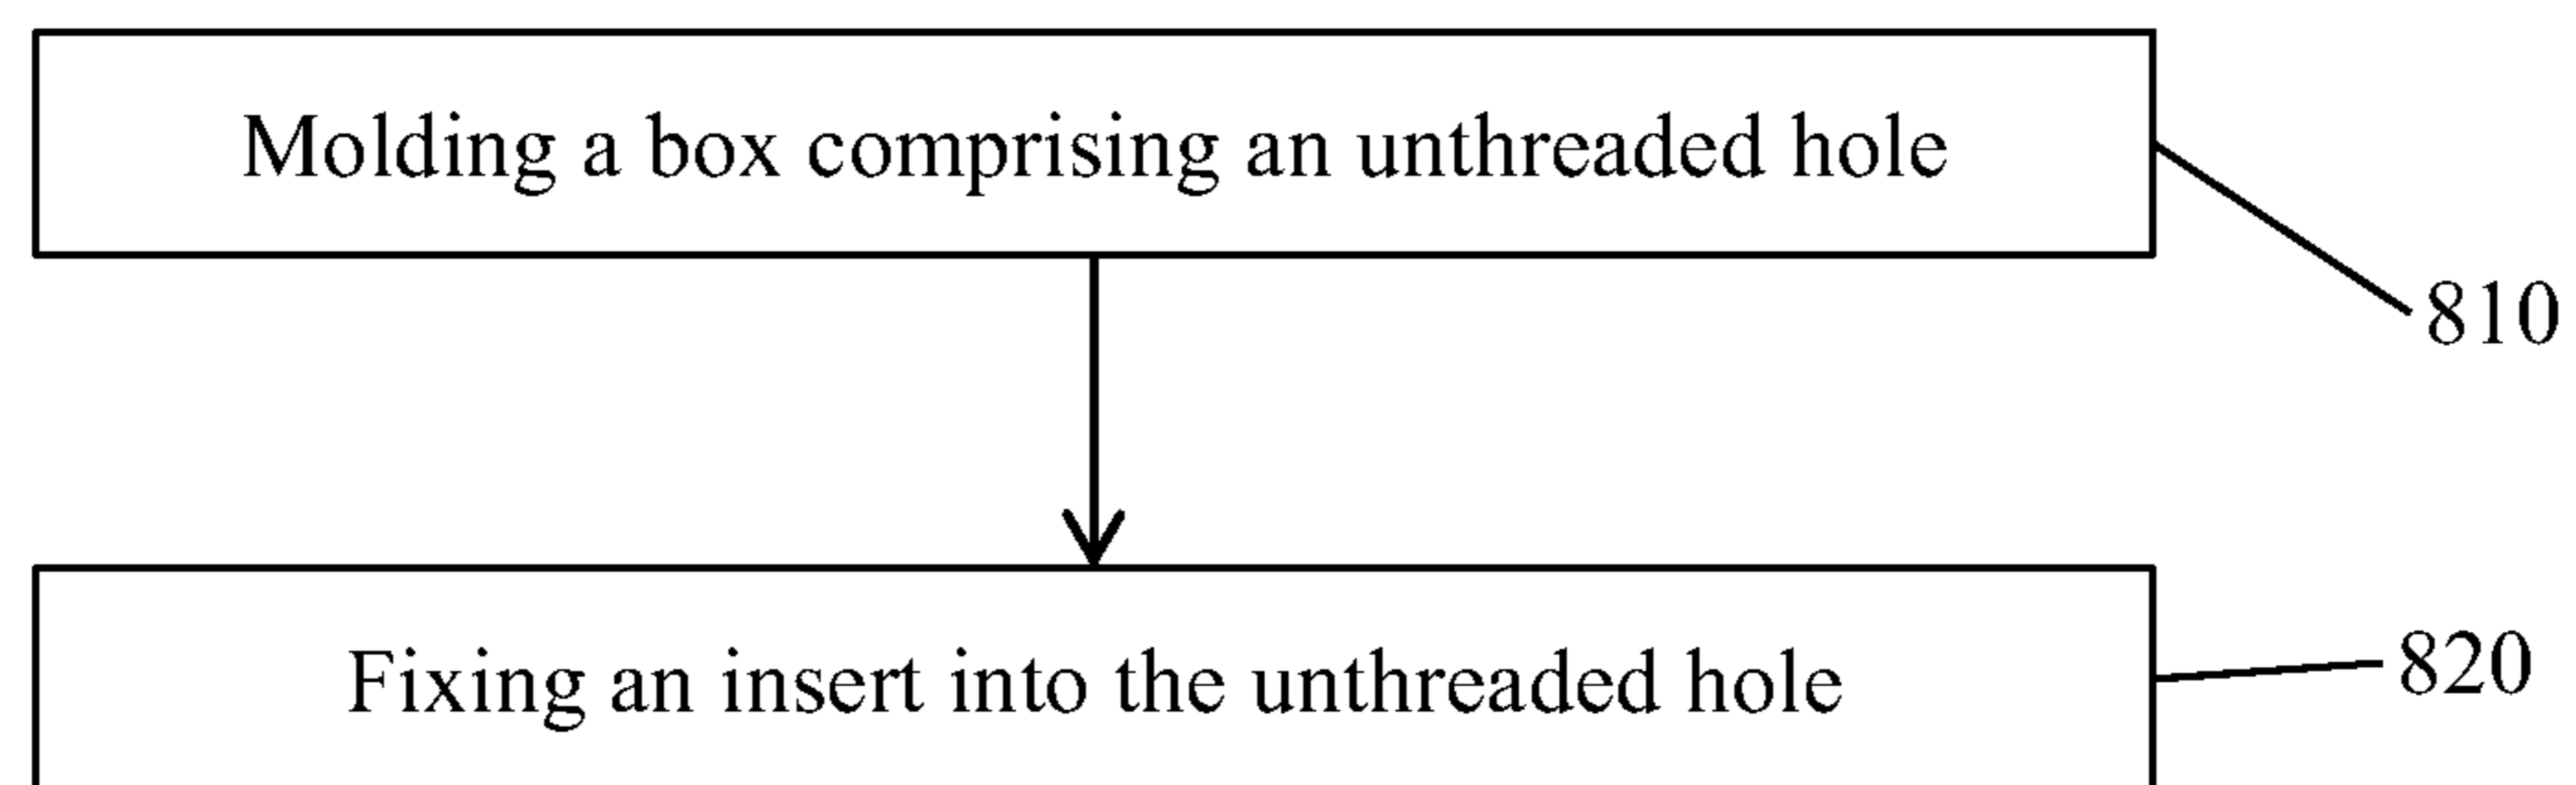 Molding a box comprising an unthreaded hole
810
Fixing an insert into the unthreaded hole
820